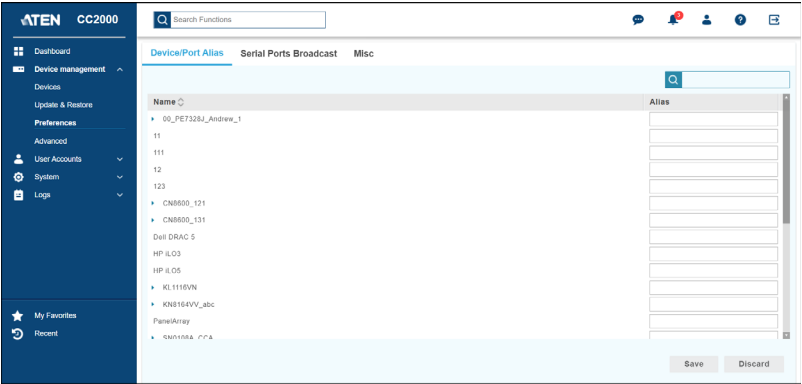 ATEN CC2000
Search Functions
3
Dashboard
Device management
Devices
Update & Restore
Preferences
Advanced
User Accounts
System
Logs
My Favorites
Recent
Device/Port Alias Serial Ports Broadcast Misc
Name Alias
00_PE7328J_Andrew_1
11
111
12
123
CN8600_121
CN8600_131
Dell DRAC 5
HP iLO3
HP iLO5
KL1116VN
KN8164VV_abc
PanelArray
SN0108A_CCA
Save Discard